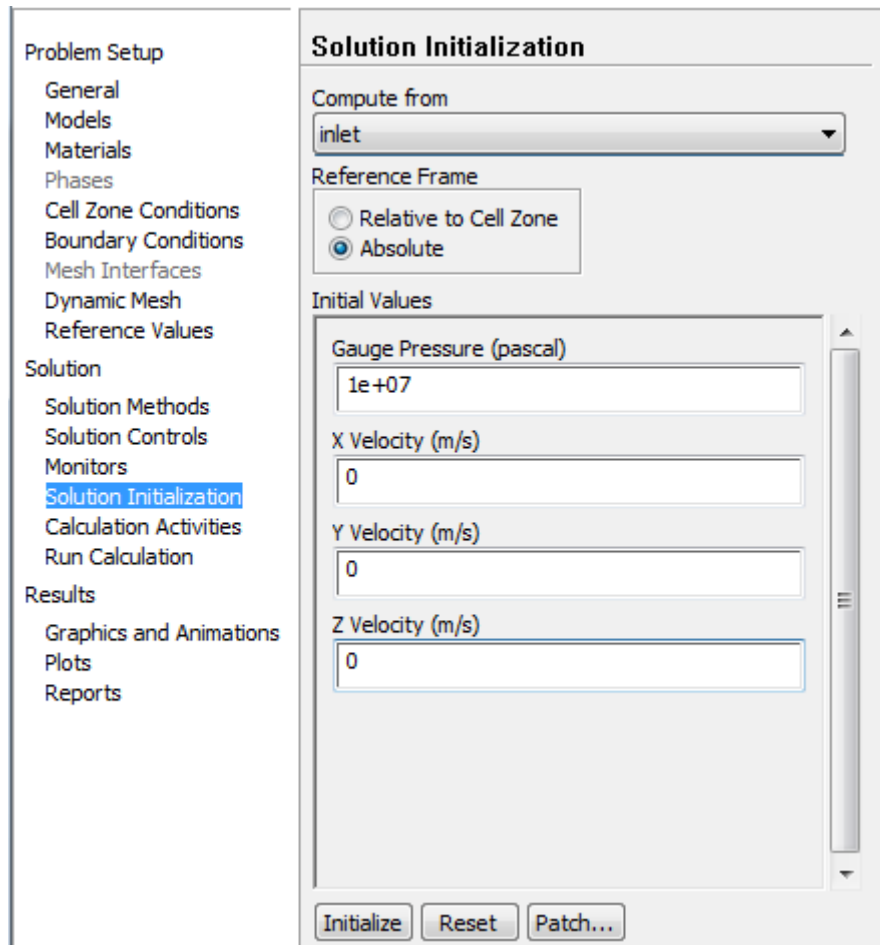 Problem Setup
General
Models
Materials
Phases
Cell Zone Conditions
Boundary Conditions
Mesh Interfaces
Dynamic Mesh
Reference Values
Solution
Solution Methods
Solution Controls
Monitors
Solution Initialization
Calculation Activities
Run Calculation
Results
Graphics and Animations
Plots
Reports
Solution Initialization
Compute from
inlet
Reference Frame
Relative to Cell Zone
Absolute
Initial Values
Gauge Pressure (pascal)
1e+07
X Velocity (m/s)
0
Y Velocity (m/s)
0
Z Velocity (m/s)
0
Initialize Reset Patch...